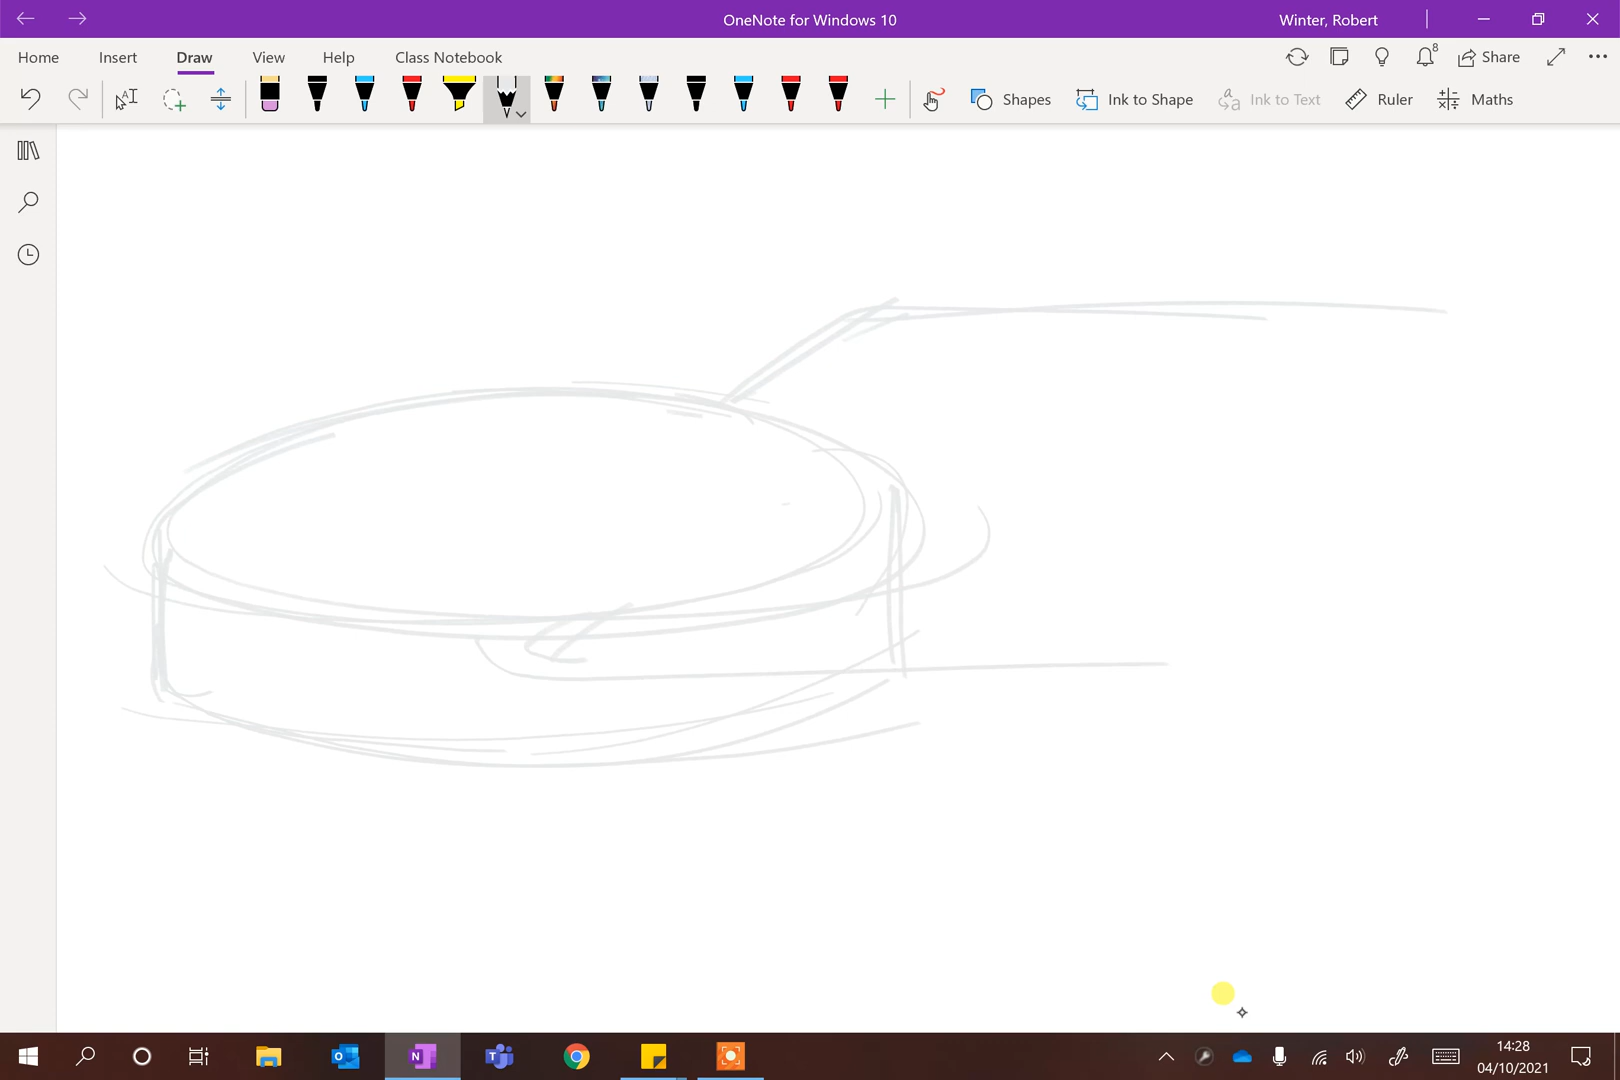 OneNote for Windows 10
Winter, Robert
Home
Insert
Draw
View
Help
Class Notebook
8
Share
Shapes
Ink to Shape
Ink to Text
Ruler
Maths
14:28
04/10/2021